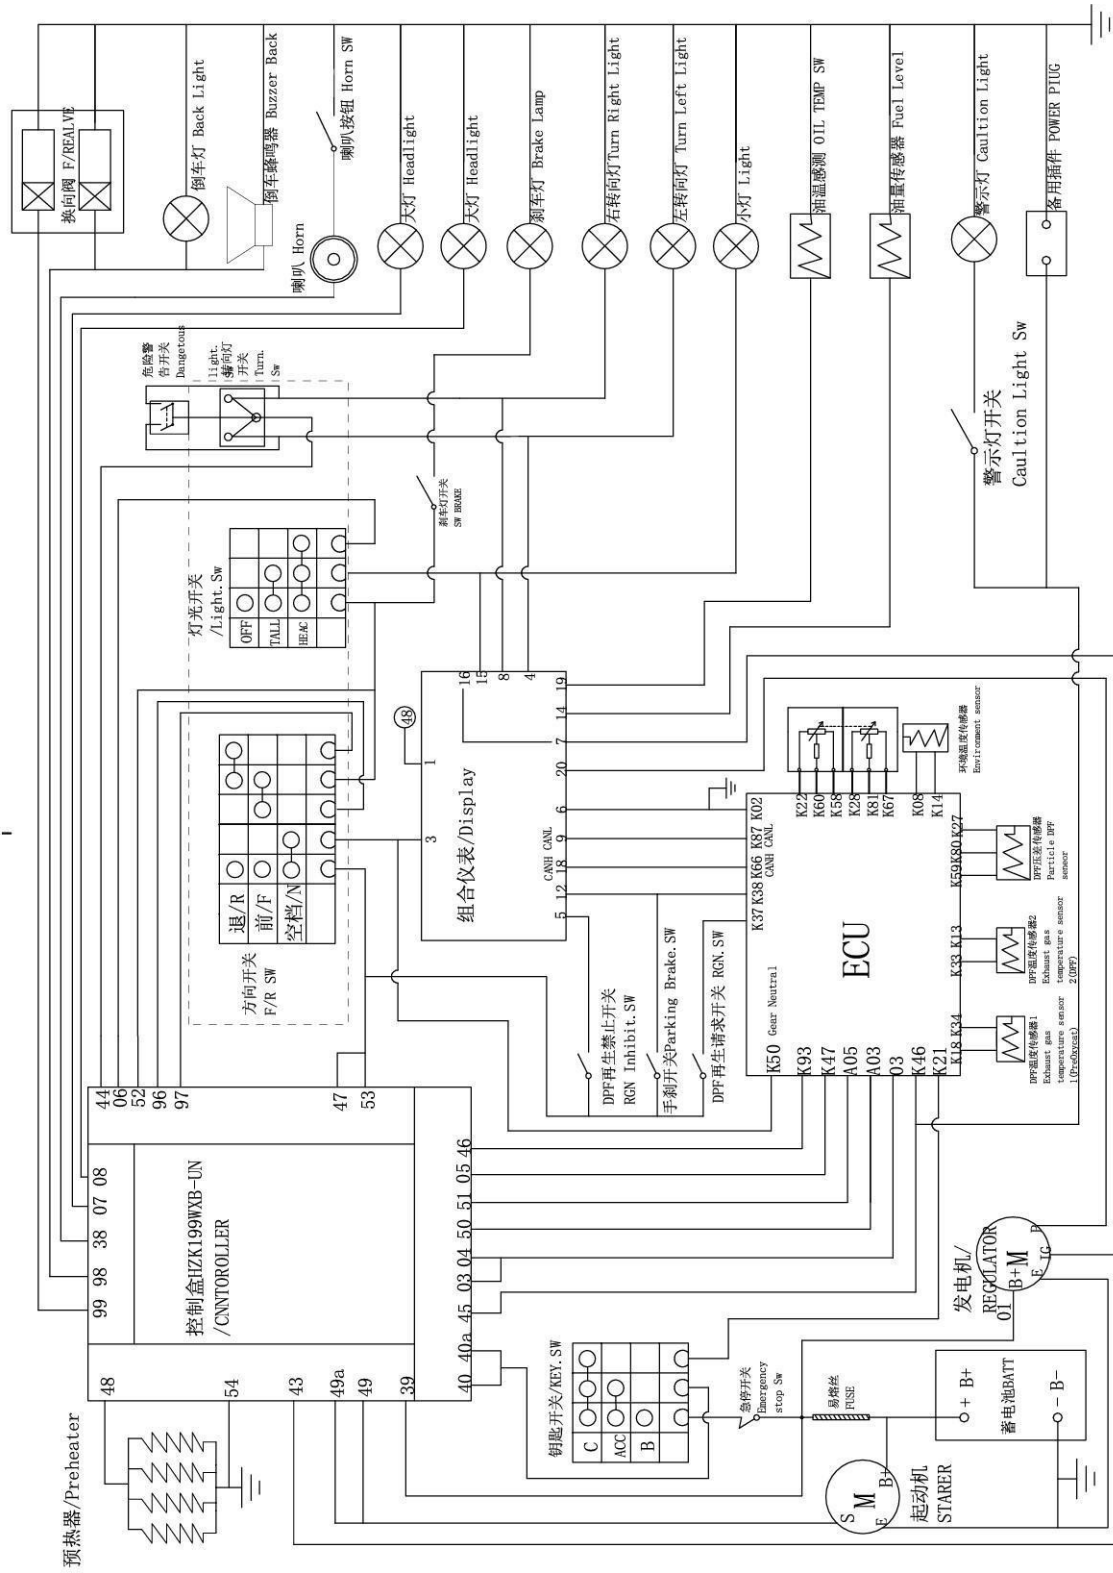 换向阀 F/REALVE
倒车灯 Back Light
倒车蜂鸣器 Buzzer Back
喇叭 Horn
喇叭按钮 Horn SW
大灯 Headlight
大灯 Headlight
刹车灯 Brake Lamp
右转向灯Turn Right Light
左转向灯 Turn Left Light
小灯 Light
油温感测 OIL TEMP SW
油量传感器 Fuel Level
警示灯 Caultion Light
备用插件 POWER PIUG
危险警
告开关
Dangetous
light.
转向灯
开关
Turn.
Sw
刹车灯开关
SW BRAKE
警示灯开关
Caultion Light Sw
灯光开关
/Light.Sw
OFF
TALL
HEAC
退/R
前/F
空档/N
方向开关
F/R SW
组合仪表/Display
48
1
3
16
15
8
4
19
14
7
20
6
9
18
12
5
CANH CANL
K02
K87
K66
K38
K37
CANH CANL
K22
K60
K58
K28
K81
K67
K08
K14
环境温度传感器
Environment sensor
K59
K80
K27
DPF压差传感器
Particle DPF
seneor
K33
K13
DPF温度传感器2
Exhaust gas
temperature sensor
2(DPF)
K18
K34
DPF温度传感器1
Exhaust gas
temperature sensor
1(PreOxycat)
ECU
K50 Gear Neutral
K93
K47
A05
A03
03
K46
K21
DPF再生禁止开关
RGN Inhibit.SW
手刹开关Parking Brake.SW
DPF再生请求开关 RGN.SW
44
06
52
96
97
47
53
99
98
38
07
08
控制盒HZK199WXB-UN
/CNNTOROLLER
48
54
43
49a
49
39
40
40a
45
03
04
50
51
05
46
预热器/Preheater
钥匙开关/KEY.SW
C
ACC
B
急停开关
Emergency
stop Sw
易熔丝
FUSE
起动机
STARER
S
M
E
B+
蓄电池BATT
+ B+
- B-
发电机/
REGULATOR
01
B+
M
E
IG
P